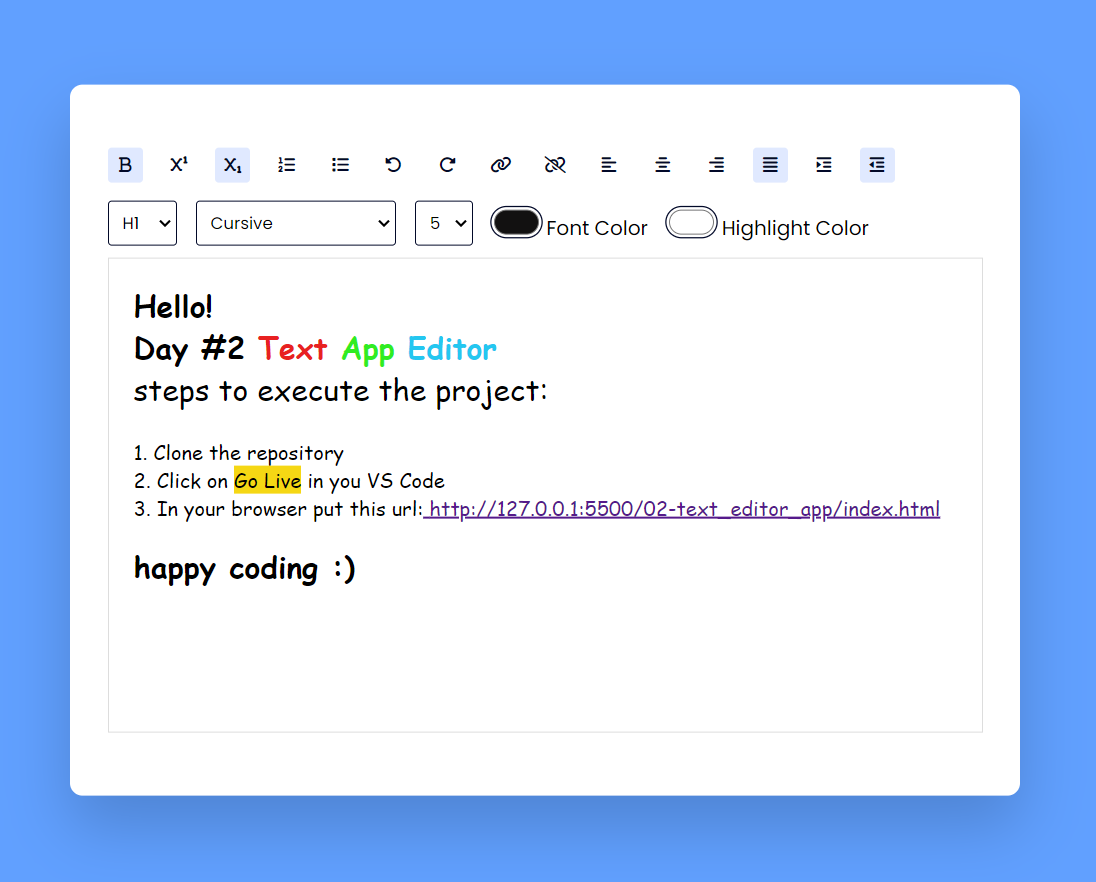 B X¹ X₁
H1 Cursive 5 Font Color Highlight Color
Hello!
Day #2 Text App Editor
steps to execute the project:
1. Clone the repository
2. Click on Go Live in you VS Code
3. In your browser put this url: http://127.0.0.1:5500/02-text_editor_app/index.html
happy coding :)